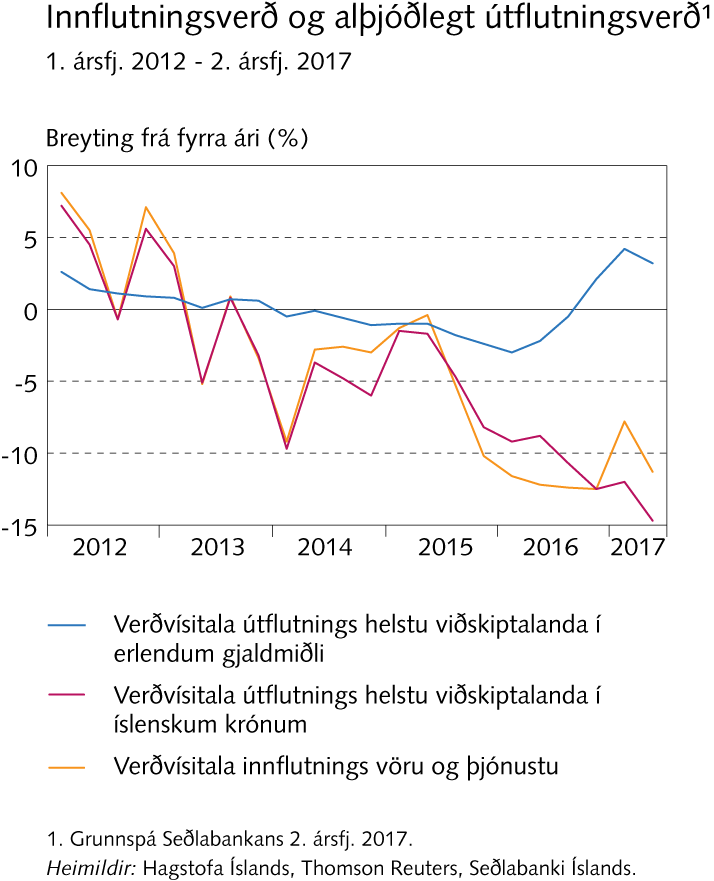 Innflutningsverð og alþjóðlegt útflutningsverð¹
1. ársfj. 2012 - 2. ársfj. 2017
Breyting frá fyrra ári (%)
10
5
0
-5
-10
-15
2012 2013 2014 2015 2016 2017
Verðvísitala útflutnings helstu viðskiptalanda í
erlendum gjaldmiðli
Verðvísitala útflutnings helstu viðskiptalanda í
íslenskum krónum
Verðvísitala innflutnings vöru og þjónustu
1. Grunnspá Seðlabankans 2. ársfj. 2017.
Heimildir: Hagstofa Íslands, Thomson Reuters, Seðlabanki Íslands.